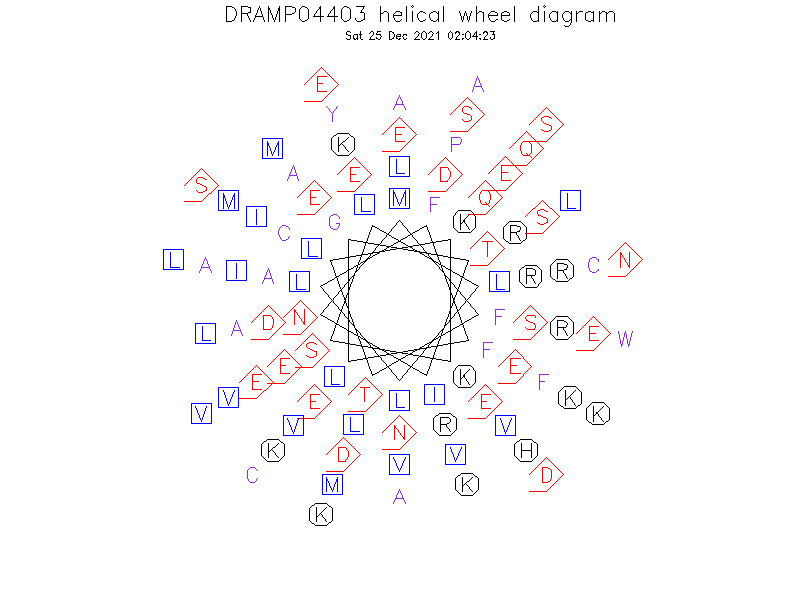 DRAMP04403 helical wheel diagram
Sat 25 Dec 2021 02:04:23
E A
A
Y S
S
E
M K P Q
L
A E D E
S
M E L M F Q L
I G K S
C R
L T
L A I C N
A L L R R
L A D N F S R E W
S F
E E
E L K F
V V E T L I E K K
V L N R V
K D V V H
C M K D
A
K